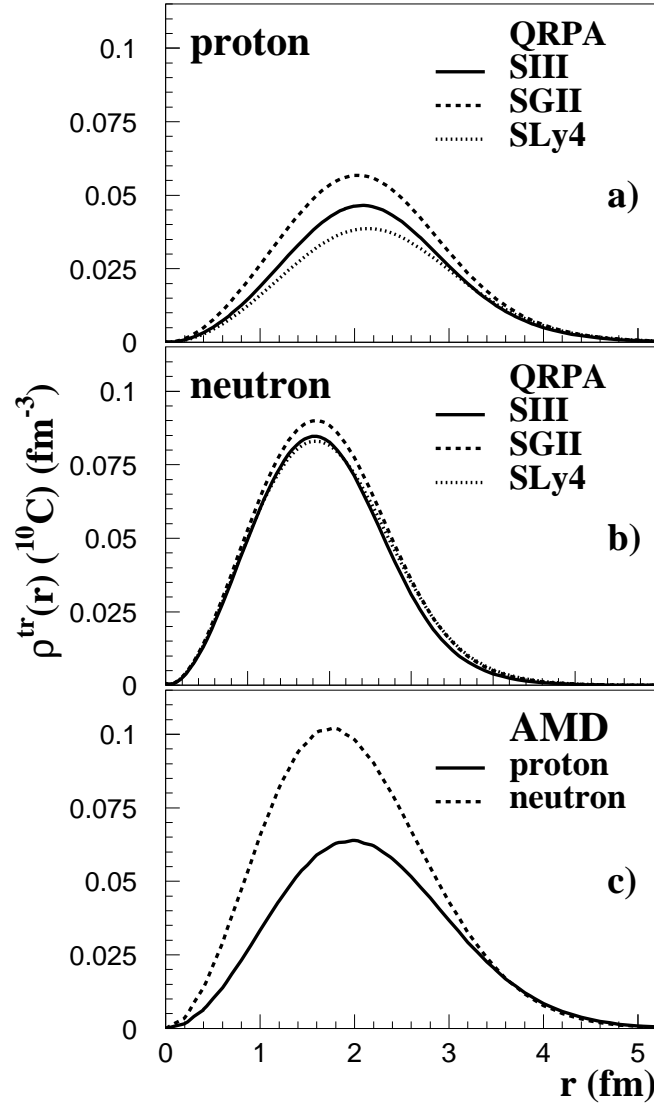 proton
QRPA
SIII
SGII
SLy4
a)
0.1
0.075
0.05
0.025
0
neutron
QRPA
SIII
SGII
SLy4
b)
0.1
0.075
0.05
0.025
0
AMD
proton
neutron
c)
0.1
0.075
0.05
0.025
0
0 1 2 3 4 5
r (fm)
ρᵗʳ(r) (¹⁰C) (fm⁻³)